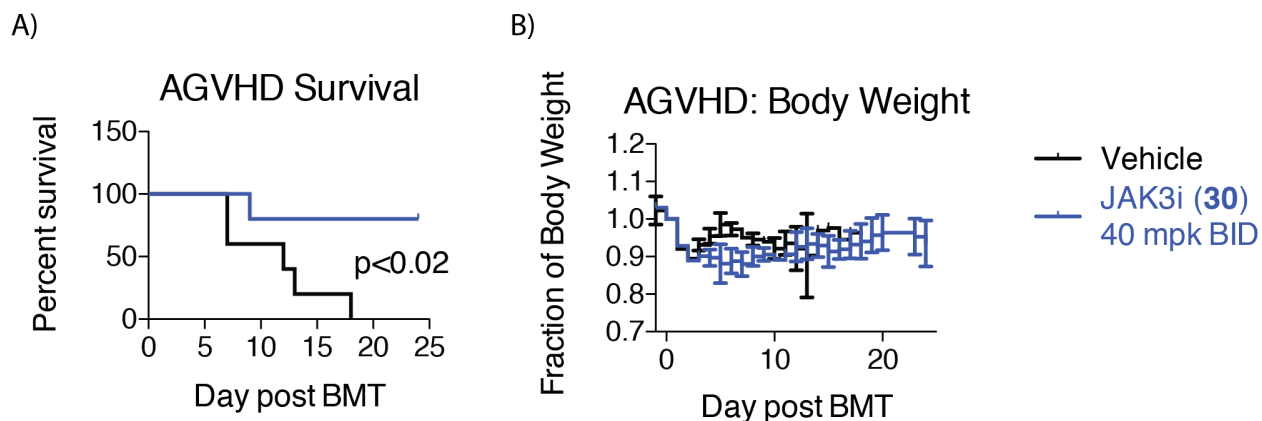 A)
AGVHD Survival
Percent survival
150
100
50
0
p<0.02
0 5 10 15 20 25
Day post BMT
B)
AGVHD: Body Weight
Fraction of Body Weight
1.2
1.1
1.0
0.9
0.8
0.7
0 10 20
Day post BMT
Vehicle
JAK3i (30)
40 mpk BID